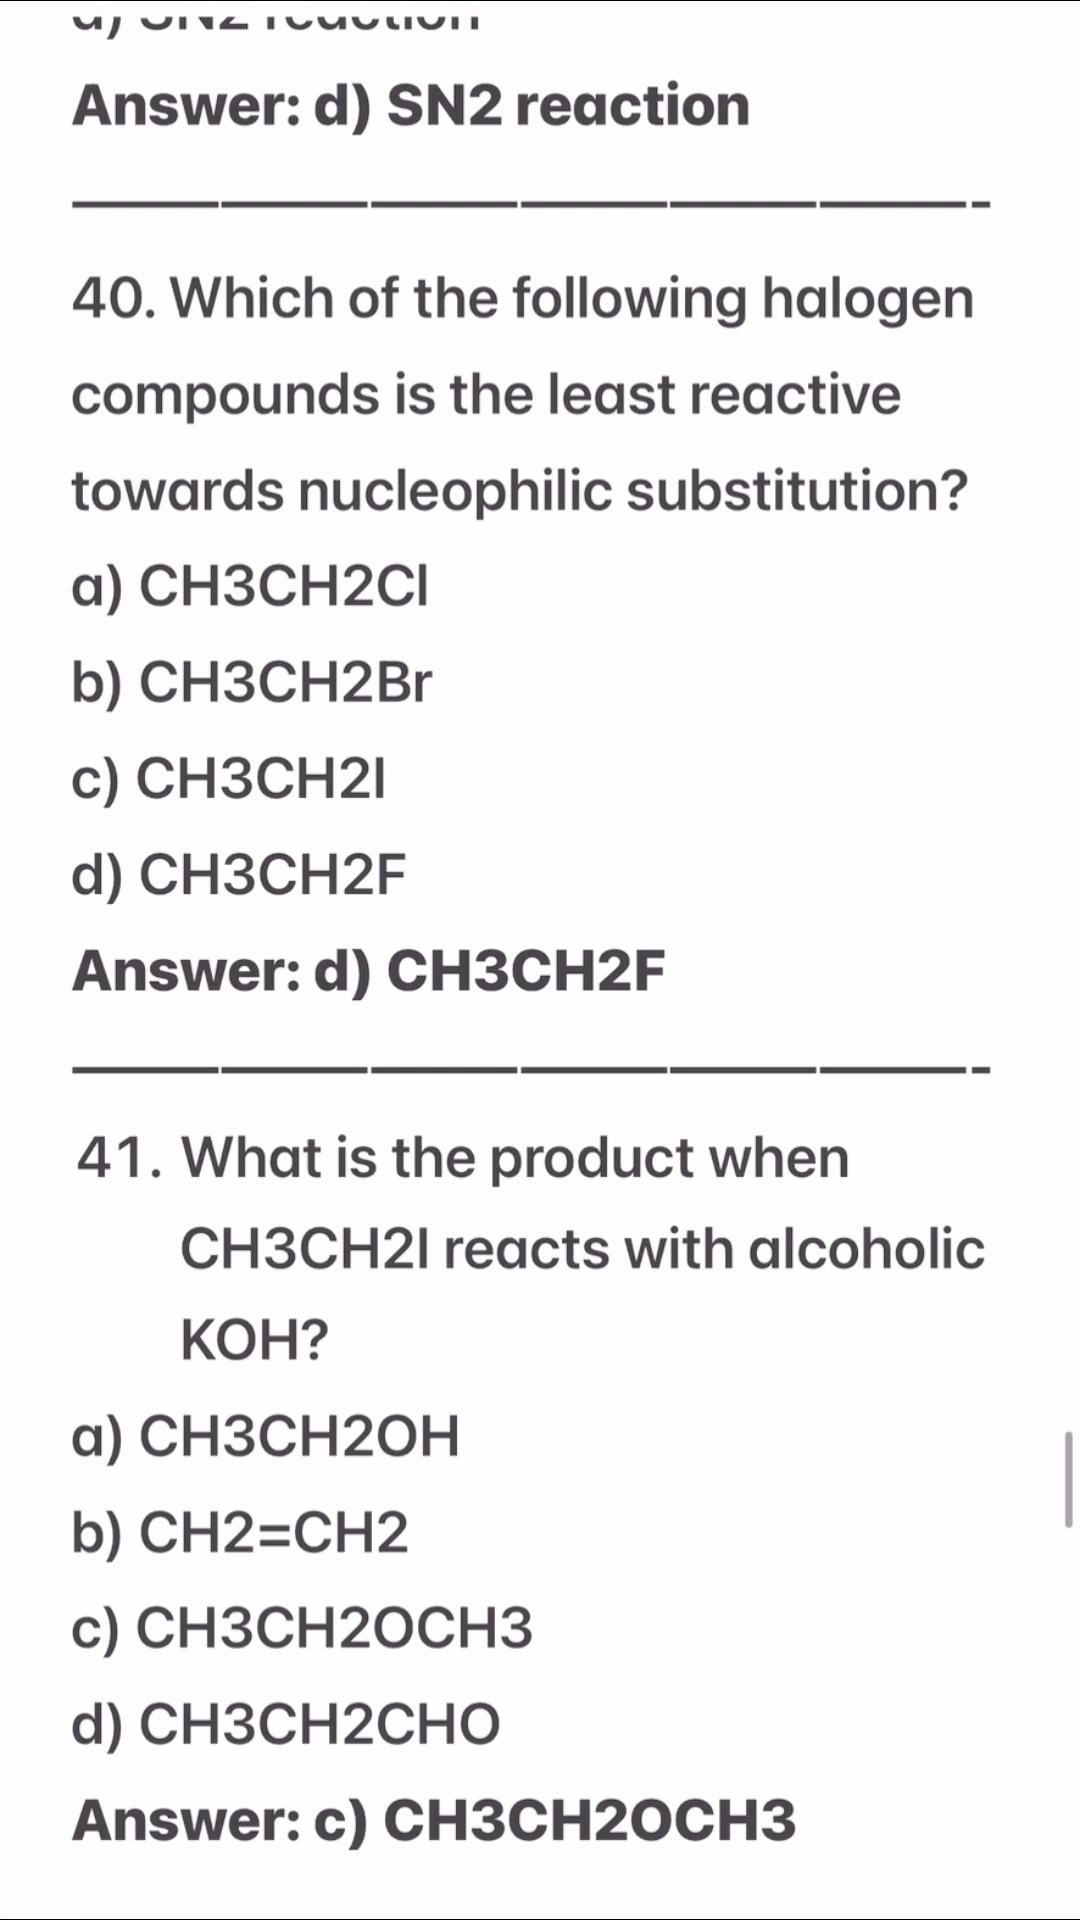 d) SN2 reaction
Answer: d) SN2 reaction
——————————————————-
40. Which of the following halogen
compounds is the least reactive
towards nucleophilic substitution?
a) CH3CH2Cl
b) CH3CH2Br
c) CH3CH2I
d) CH3CH2F
Answer: d) CH3CH2F
——————————————————-
41. What is the product when
CH3CH2I reacts with alcoholic
KOH?
a) CH3CH2OH
b) CH2=CH2
c) CH3CH2OCH3
d) CH3CH2CHO
Answer: c) CH3CH2OCH3